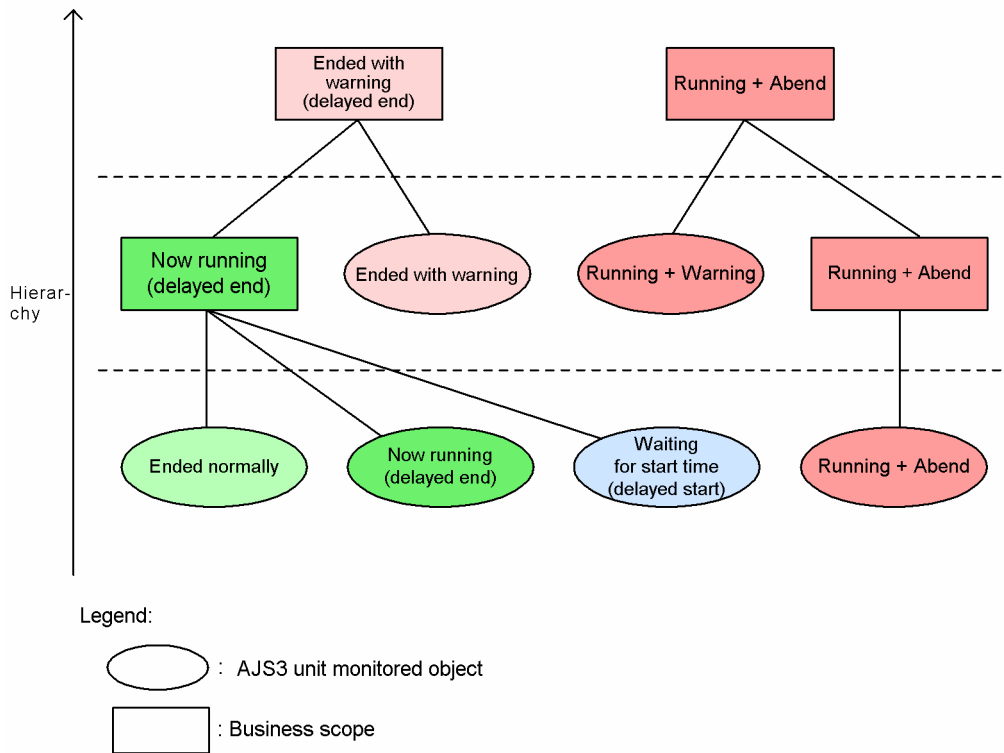 Ended with
warning
(delayed end)
Running + Abend
Now running
(delayed end)
Ended with warning
Running + Warning
Running + Abend
Hierar-
chy
Ended normally
Now running
(delayed end)
Waiting
for start time
(delayed start)
Running + Abend
Legend:
: AJS3 unit monitored object
: Business scope